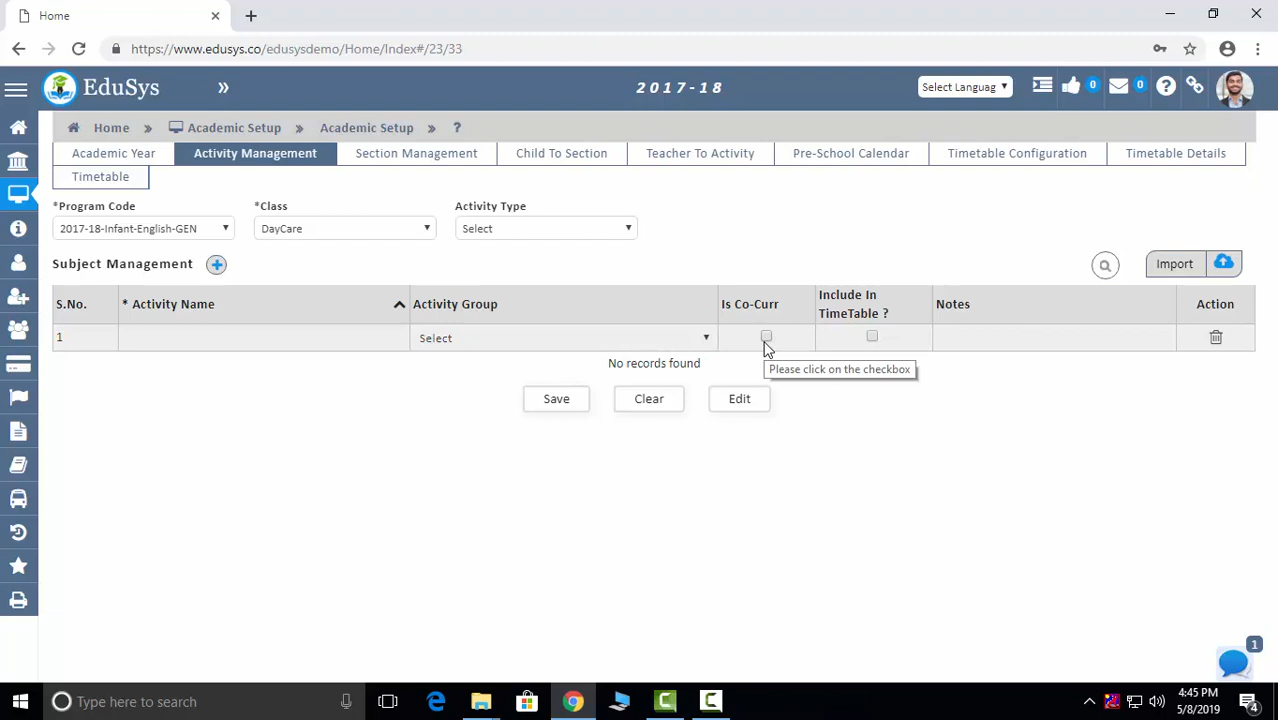 Home
https://www.edusys.co/edusysdemo/Home/Index#/23/33
EduSys » 2017-18 Select Languag 0 0
Home » Academic Setup » Academic Setup » ?
Academic Year Activity Management Section Management Child To Section Teacher To Activity Pre-School Calendar Timetable Configuration Timetable Details
Timetable
*Program Code *Class Activity Type
2017-18-Infant-English-GEN DayCare Select
Subject Management Import
S.No. * Activity Name Activity Group Is Co-Curr Include In TimeTable ? Notes Action
1 Select
No records found
Please click on the checkbox
Save Clear Edit
1
Type here to search
4:45 PM
5/8/2019
4